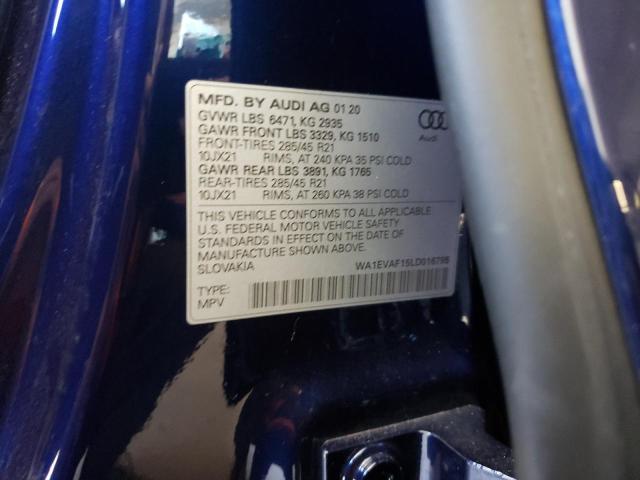 MFD. BY AUDI AG 01 20
GVWR LBS 6471, KG 2935
GAWR FRONT LBS 3329, KG 1510
FRONT-TIRES 285/45 R21
10JX21 RIMS, AT 240 KPA 35 PSI COLD
GAWR REAR LBS 3891, KG 1765
REAR-TIRES 285/45 R21
10JX21 RIMS, AT 260 KPA 38 PSI COLD
Audi
THIS VEHICLE CONFORMS TO ALL APPLICABLE
U.S. FEDERAL MOTOR VEHICLE SAFETY
STANDARDS IN EFFECT ON THE DATE OF
MANUFACTURE SHOWN ABOVE.
SLOVAKIA WA1EVAF15LD016798
TYPE:
MPV